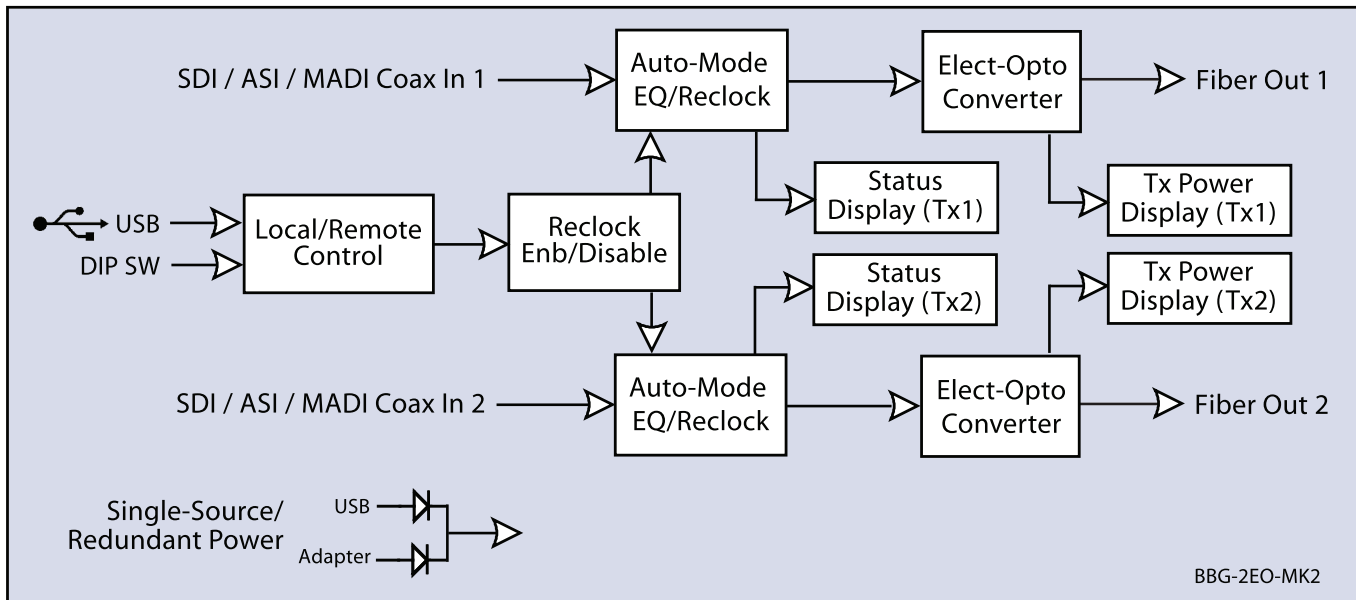 SDI / ASI / MADI Coax In 1
Auto-Mode
EQ/Reclock
Elect-Opto
Converter
Fiber Out 1
Status
Display (Tx1)
Tx Power
Display (Tx1)
USB
DIP SW
Local/Remote
Control
Reclock
Enb/Disable
Status
Display (Tx2)
Tx Power
Display (Tx2)
SDI / ASI / MADI Coax In 2
Auto-Mode
EQ/Reclock
Elect-Opto
Converter
Fiber Out 2
Single-Source/
Redundant Power
USB
Adapter
BBG-2EO-MK2